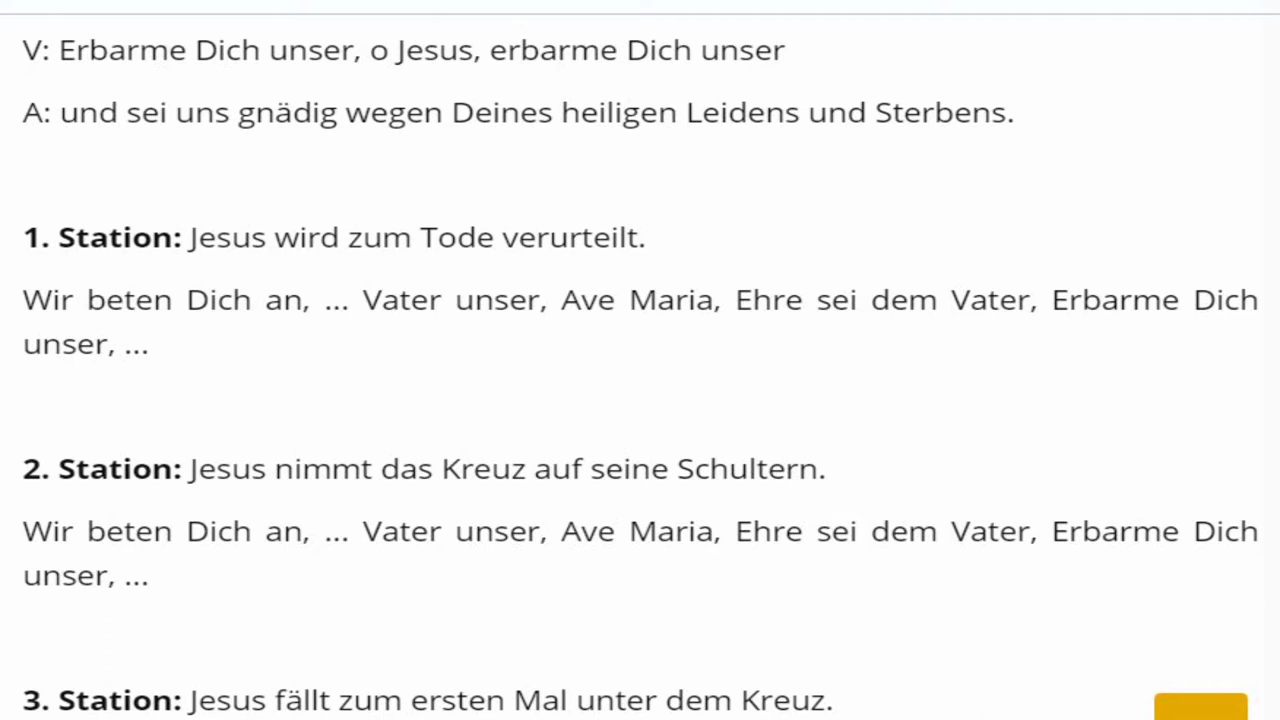 V: Erbarme Dich unser, o Jesus, erbarme Dich unser
A: und sei uns gnädig wegen Deines heiligen Leidens und Sterbens.
1. Station: Jesus wird zum Tode verurteilt.
Wir beten Dich an, ... Vater unser, Ave Maria, Ehre sei dem Vater, Erbarme Dich
unser, ...
2. Station: Jesus nimmt das Kreuz auf seine Schultern.
Wir beten Dich an, ... Vater unser, Ave Maria, Ehre sei dem Vater, Erbarme Dich
unser, ...
3. Station: Jesus fällt zum ersten Mal unter dem Kreuz.